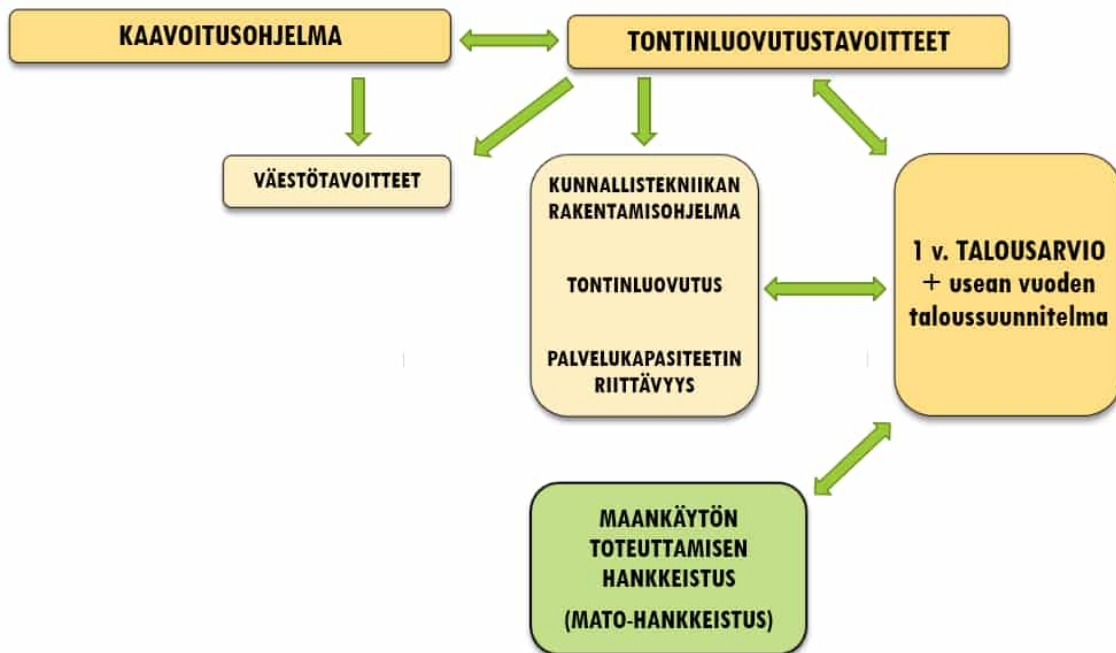 KAAVOITUSOHJELMA
TONTINLUOVUTUSTAVOITTEET
VÄESTÖTAVOITTEET
KUNNALLISTEKNIIKAN
RAKENTAMISOHJELMA
TONTINLUOVUTUS
PALVELUKAPASITEETIN
RIITTÄVYYS
1 v. TALOUSARVIO
+ usean vuoden
taloussuunnitelma
MAANKÄYTÖN
TOTEUTTAMISEN
HANKKEISTUS
(MATO-HANKKEISTUS)